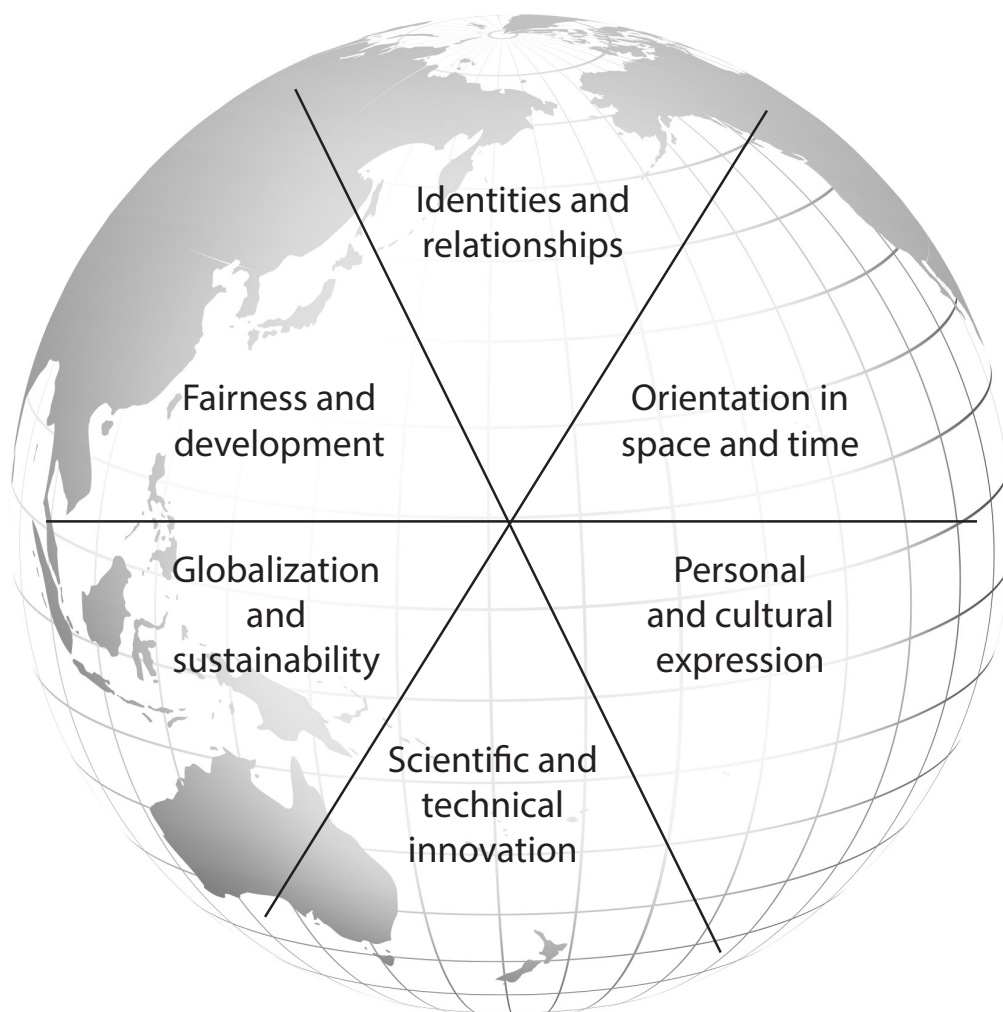 Identities and
relationships
Fairness and
development
Orientation in
space and time
Globalization
and
sustainability
Personal
and cultural
expression
Scientific and
technical
innovation